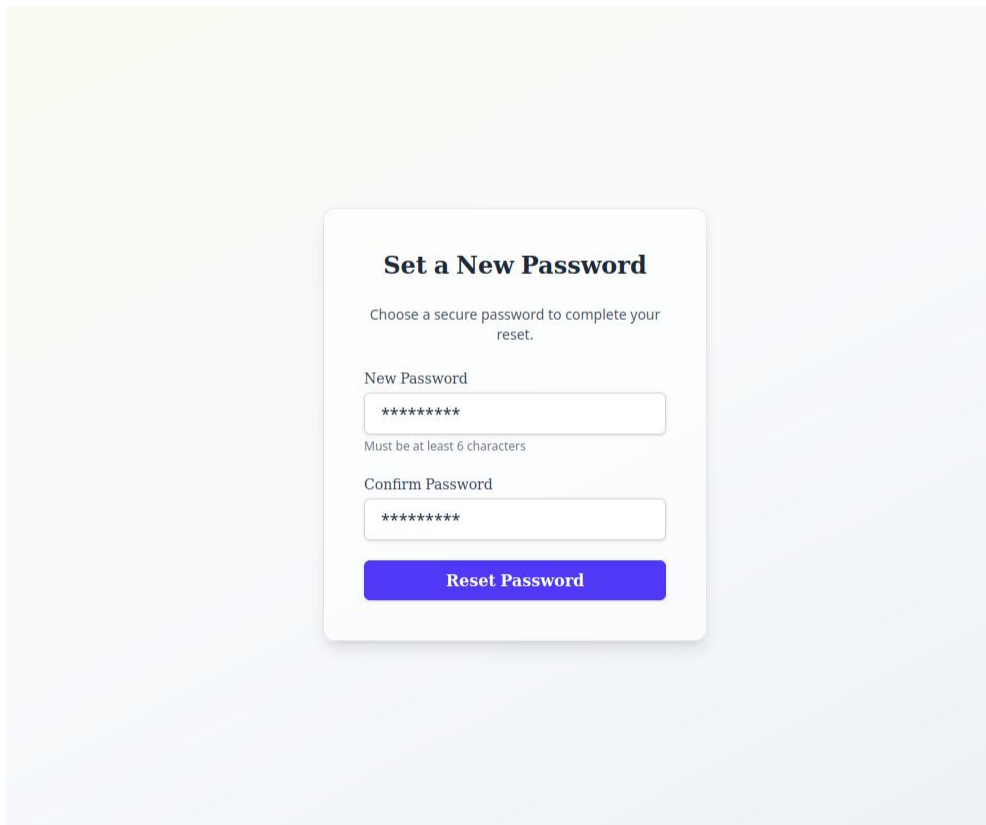 Set a New Password
Choose a secure password to complete your
reset.
New Password
*********
Must be at least 6 characters
Confirm Password
*********
Reset Password